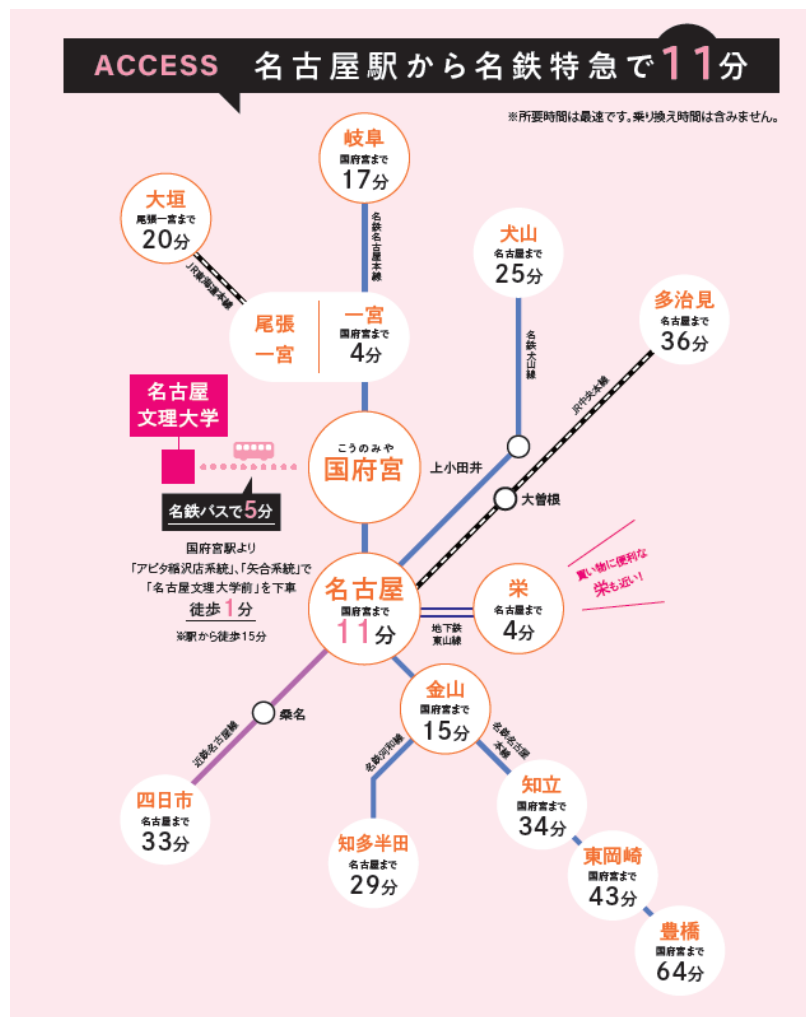 ACCESS 名古屋駅から名鉄特急で11分
※所要時間は最速です。乗り換え時間は含みません。
岐阜
国府宮まで
17分
大垣
尾張一宮まで
20分
名鉄名古屋本線
犬山
名古屋まで
25分
JR東海道本線
多治見
名古屋まで
36分
尾張
一宮
一宮
国府宮まで
4分
名鉄犬山線
JR中央本線
名古屋
文理大学
こうのみや
国府宮
上小田井
大曽根
名鉄バスで5分
国府宮駅より
「アピタ稲沢店系統」、「矢合系統」で
「名古屋文理大学前」を下車
徒歩1分
※駅から徒歩15分
名古屋
国府宮まで
11分
地下鉄
東山線
栄
名古屋まで
4分
買い物に便利な
栄も近い!
金山
国府宮まで
15分
桑名
近鉄名古屋線
名鉄河和線
名鉄名古屋
本線
四日市
名古屋まで
33分
知多半田
名古屋まで
29分
知立
国府宮まで
34分
東岡崎
国府宮まで
43分
豊橋
国府宮まで
64分